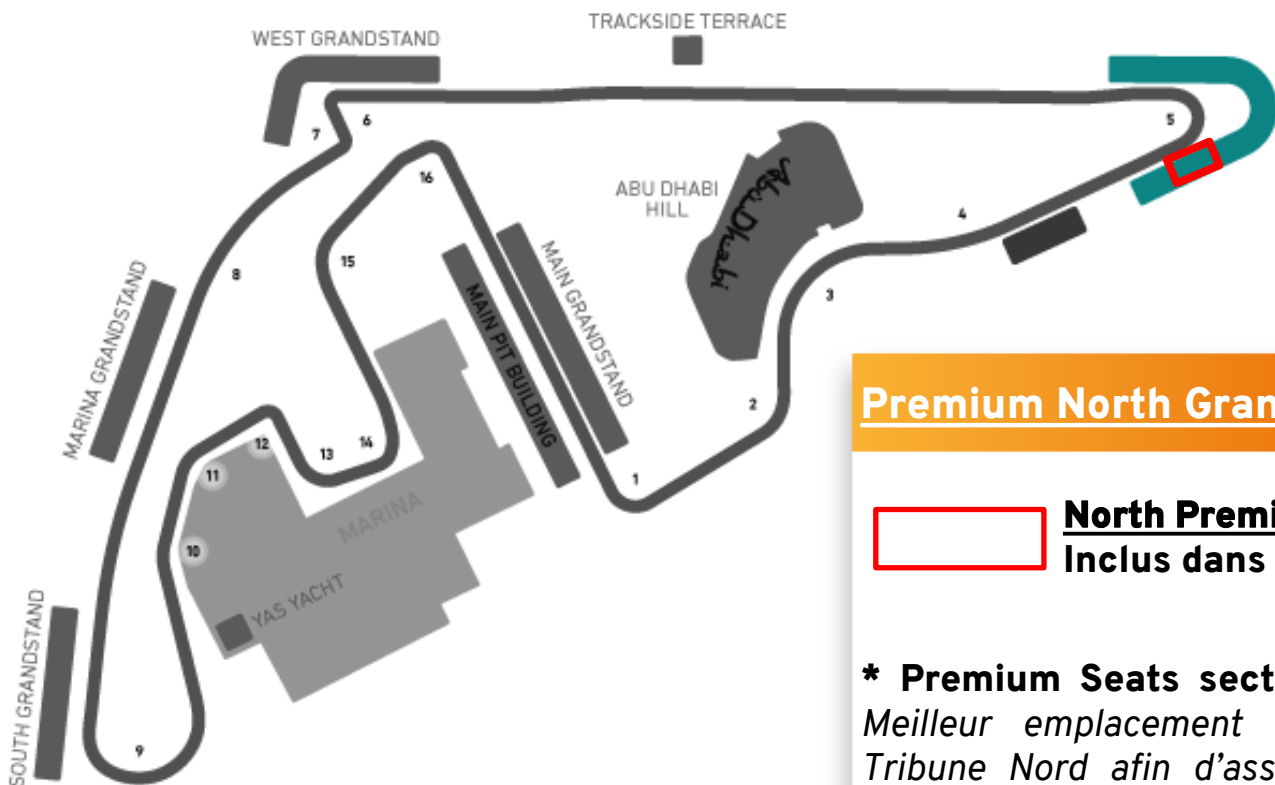 TRACKSIDE TERRACE
WEST GRANDSTAND
7
6
5
16
ABU DHABI
HILL
Abu Dhabi
4
15
8
3
MAIN GRANDSTAND
MAIN PIT BUILDING
MARINA GRANDSTAND
2
12
13
14
11
1
MARINA
10
YAS YACHT
SOUTH GRANDSTAND
9
Premium North Gran
North Premi
Inclus dans
* Premium Seats sect
Meilleur emplacement
Tribune Nord afin d'ass